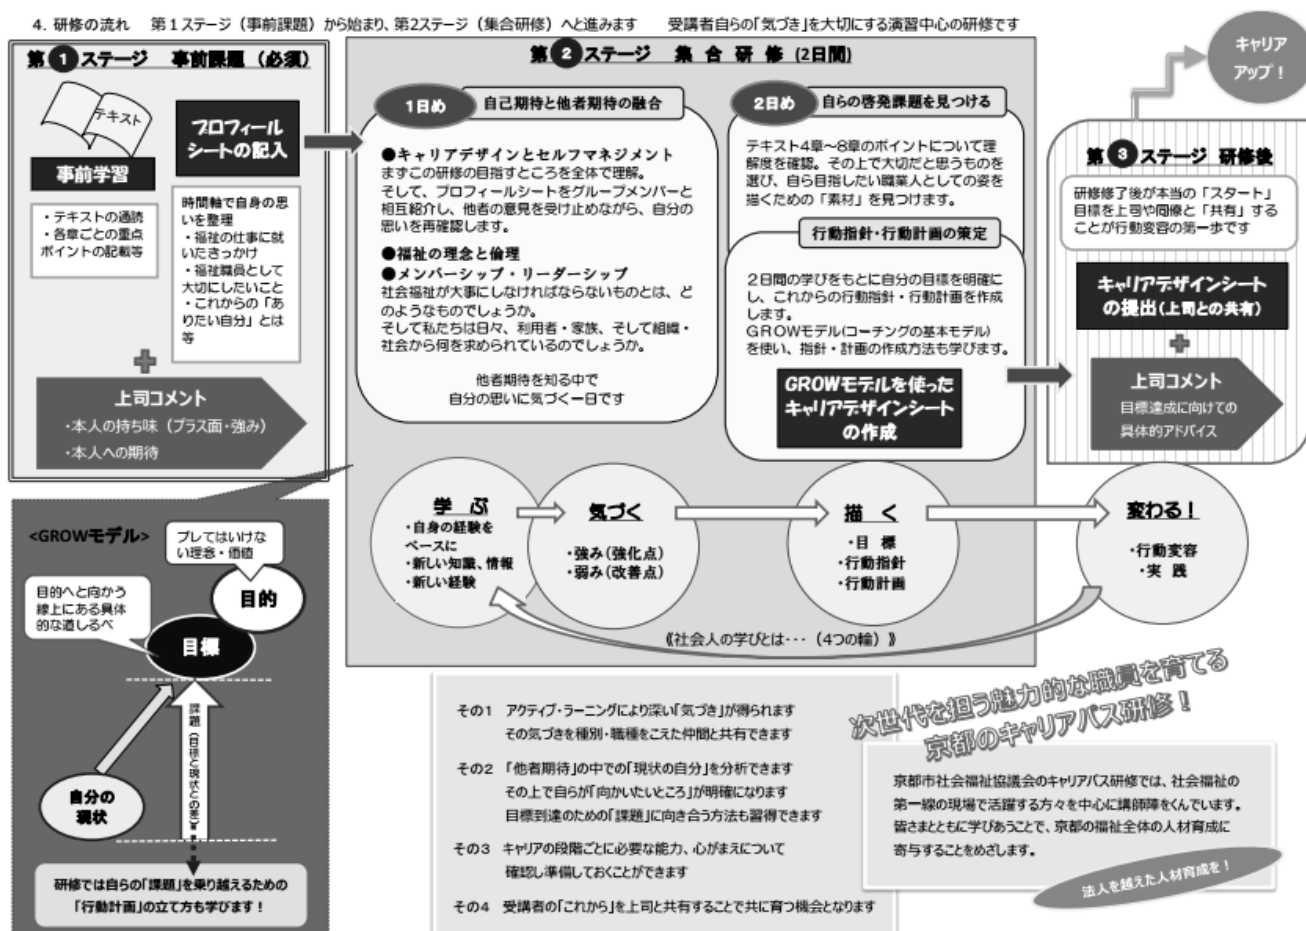 4．研修の流れ　第１ステージ（事前課題）から始まり、第2ステージ（集合研修）へと進みます　受講者自らの「気づき」を大切にする演習中心の研修です
第1ステージ　事前課題（必須）
テキスト
事前学習
・テキストの通読
・各章ごとの重点
ポイントの記載等
プロフィール
シートの記入
時間軸で自身の思
いを整理
・福祉の仕事に就
いたきっかけ
・福祉職員として
大切にしたいこと
・これからの「あ
りたい自分」とは
等
上司コメント
・本人の持ち味（プラス面・強み）
・本人への期待
第2ステージ　集合研修（2日間）
1日め
自己期待と他者期待の融合
●キャリアデザインとセルフマネジメント
まずこの研修の目指すところを全体で理解。
そして、プロフィールシートをグループメンバーと
相互紹介し、他者の意見を受け止めながら、自分の
思いを再確認します。
●福祉の理念と倫理
●メンバーシップ・リーダーシップ
社会福祉が大事にしなければならないものとは、ど
のようなものでしょうか。
そして私たちは日々、利用者・家族、そして組織・
社会から何を求められているのでしょうか。
他者期待を知る中で
自分の思いに気づく一日です
2日め
自らの啓発課題を見つける
テキスト4章～8章のポイントについて理
解度を確認。その上で大切だと思うものを
選び、自ら目指したい職業人としての姿を
描くための「素材」を見つけます。
行動指針・行動計画の策定
２日間の学びをもとに自分の目標を明確に
し、これからの行動指針・行動計画を作成
します。
GROWモデル（コーチングの基本モデル）
を使い、指針・計画の作成方法も学びます。
GROWモデルを使った
キャリアデザインシート
の作成
キャリア
アップ！
第3ステージ 研修後
研修修了後が本当の「スタート」
目標を上司や同僚と「共有」する
ことが行動変容の第一歩です
キャリアデザインシート
の提出（上司との共有）
上司コメント
目標達成に向けての
具体的アドバイス
学ぶ
・自身の経験を
ベースに
・新しい知識、情報
・新しい経験
気づく
・強み（強化点）
・弱み（改善点）
描く
・目標
・行動指針
・行動計画
変わる！
・行動変容
・実践
《社会人の学びとは・・・（4つの輪）》
<GROWモデル>
ブレてはいけな
い理念・価値
目的
目的へと向かう
線上にある具体
的な道しるべ
目標
課題（目標と現状との差）
自分の
現状
研修では自らの「課題」を乗り越えるための
「行動計画」の立て方も学びます！
その1　アクティブ・ラーニングにより深い「気づき」が得られます
その気づきを種別・職種をこえた仲間と共有できます
その2　「他者期待」の中での「現状の自分」を分析できます
その上で自らが「向かいたいところ」が明確になります
目標到達のための「課題」に向き合う方法も習得できます
その3　キャリアの段階ごとに必要な能力、心がまえについて
確認し準備しておくことができます
その4　受講者の「これから」を上司と共有することで共に育つ機会となります
次世代を担う魅力的な職員を育てる
京都のキャリアパス研修！
京都市社会福祉協議会のキャリアパス研修では、社会福祉の
第一線の現場で活躍する方々を中心に講師陣をくんでいます。
皆さまとともに学びあうことで、京都の福祉全体の人材育成に
寄与することをめざします。
法人を越えた人材育成を！